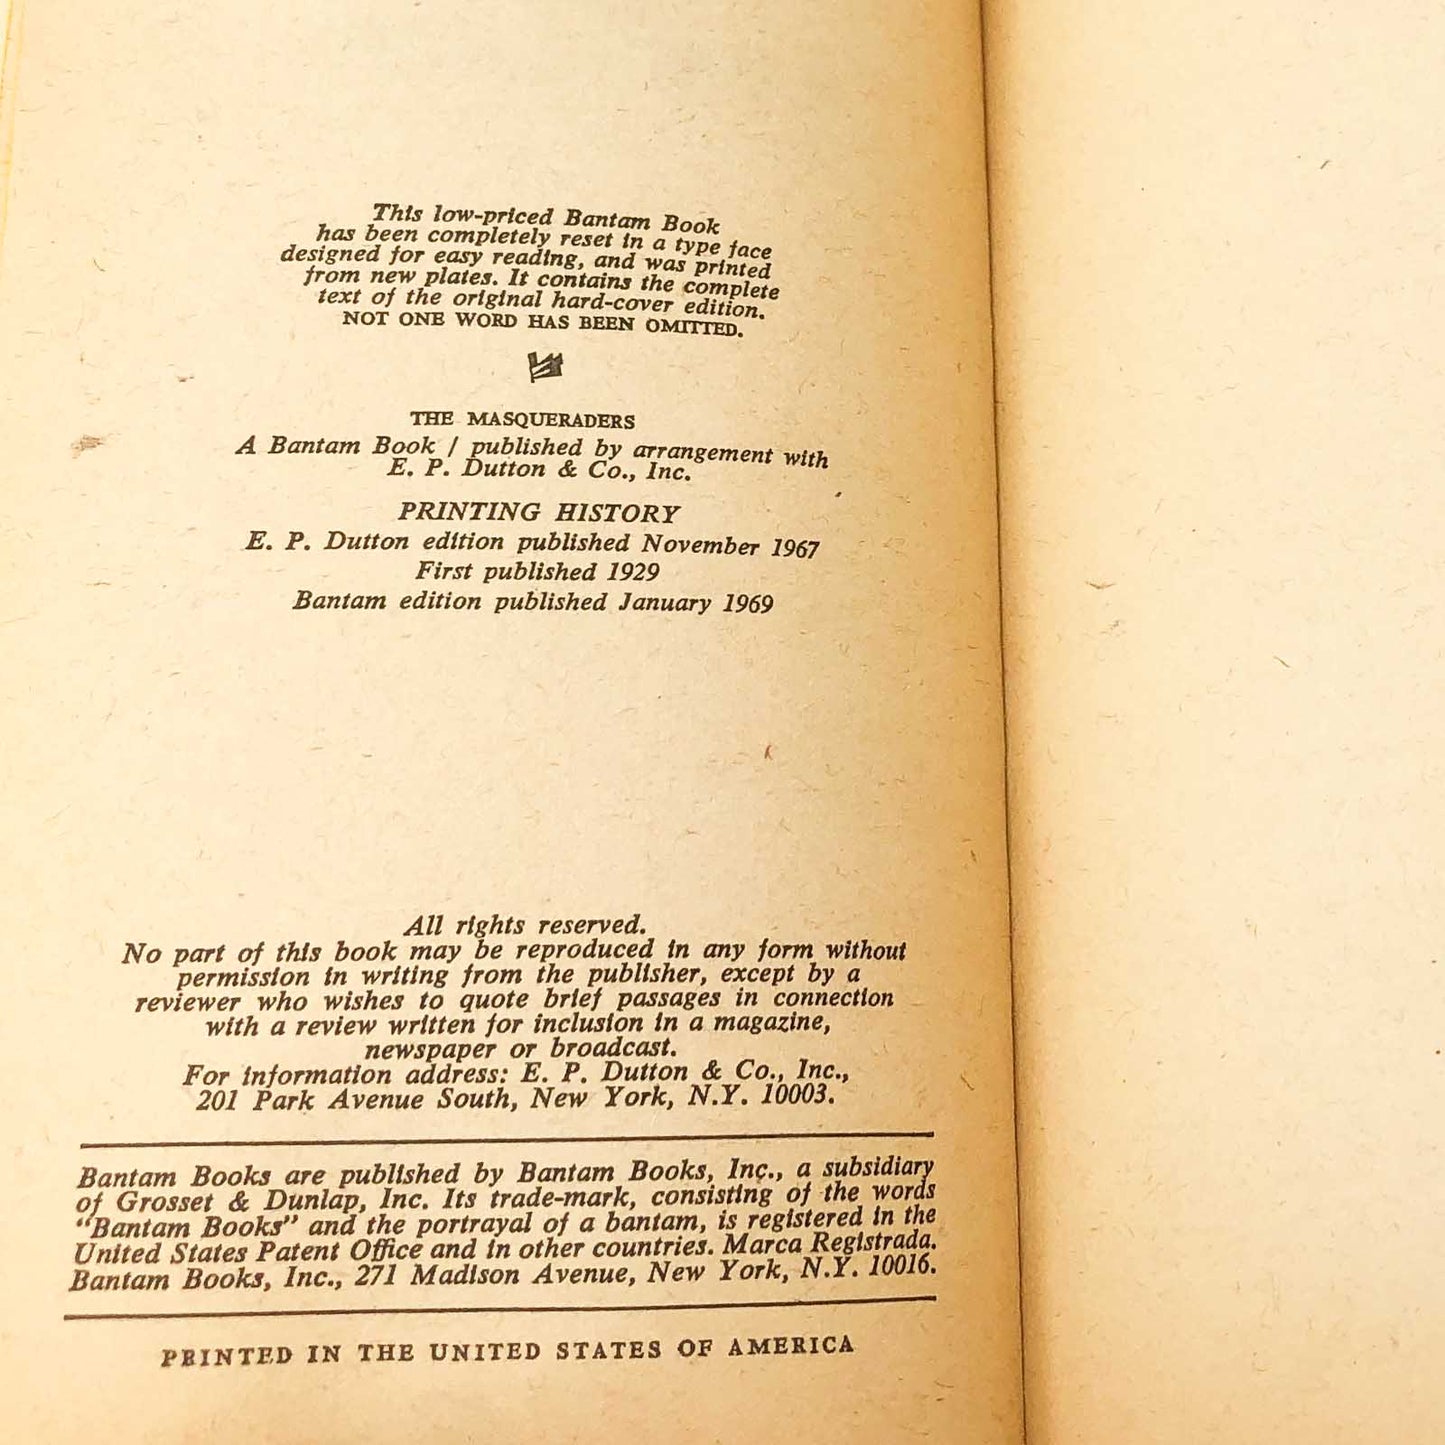 This low-priced Bantam Book
has been completely reset in a type face
designed for easy reading, and was printed
from new plates. It contains the complete
text of the original hard-cover edition.
NOT ONE WORD HAS BEEN OMITTED.
THE MASQUERADERS
A Bantam Book / published by arrangement with
E. P. Dutton & Co., Inc.
PRINTING HISTORY
E. P. Dutton edition published November 1967
First published 1929
Bantam edition published January 1969
All rights reserved.
No part of this book may be reproduced in any form without
permission in writing from the publisher, except by a
reviewer who wishes to quote brief passages in connection
with a review written for inclusion in a magazine,
newspaper or broadcast.
For information address: E. P. Dutton & Co., Inc.,
201 Park Avenue South, New York, N.Y. 10003.
Bantam Books are published by Bantam Books, Inc., a subsidiary
of Grosset & Dunlap, Inc. Its trade-mark, consisting of the words
"Bantam Books" and the portrayal of a bantam, is registered in the
United States Patent Office and in other countries. Marca Registrada.
Bantam Books, Inc., 271 Madison Avenue, New York, N.Y. 10016.
PRINTED IN THE UNITED STATES OF AMERICA